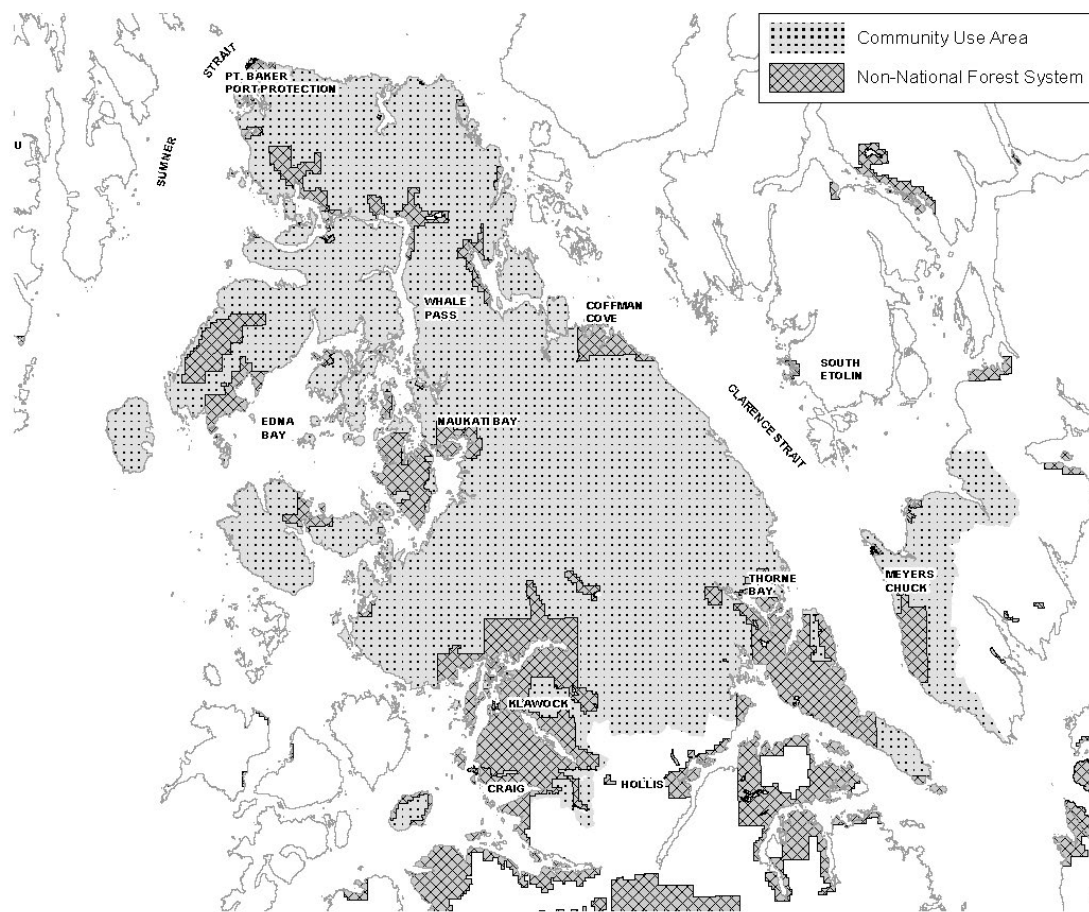 Community Use Area
Non-National Forest System
STRAIT
PT. BAKER
PORT PROTECTION
U
SUMNER
WHALE
PASS
COFFMAN
COVE
SOUTH
ETOLIN
CLARENCE STRAIT
EDNA
BAY
NAUKATI BAY
THORNE
BAY
MEYERS
CHUCK
KLAWOCK
CRAIG
HOLLIS